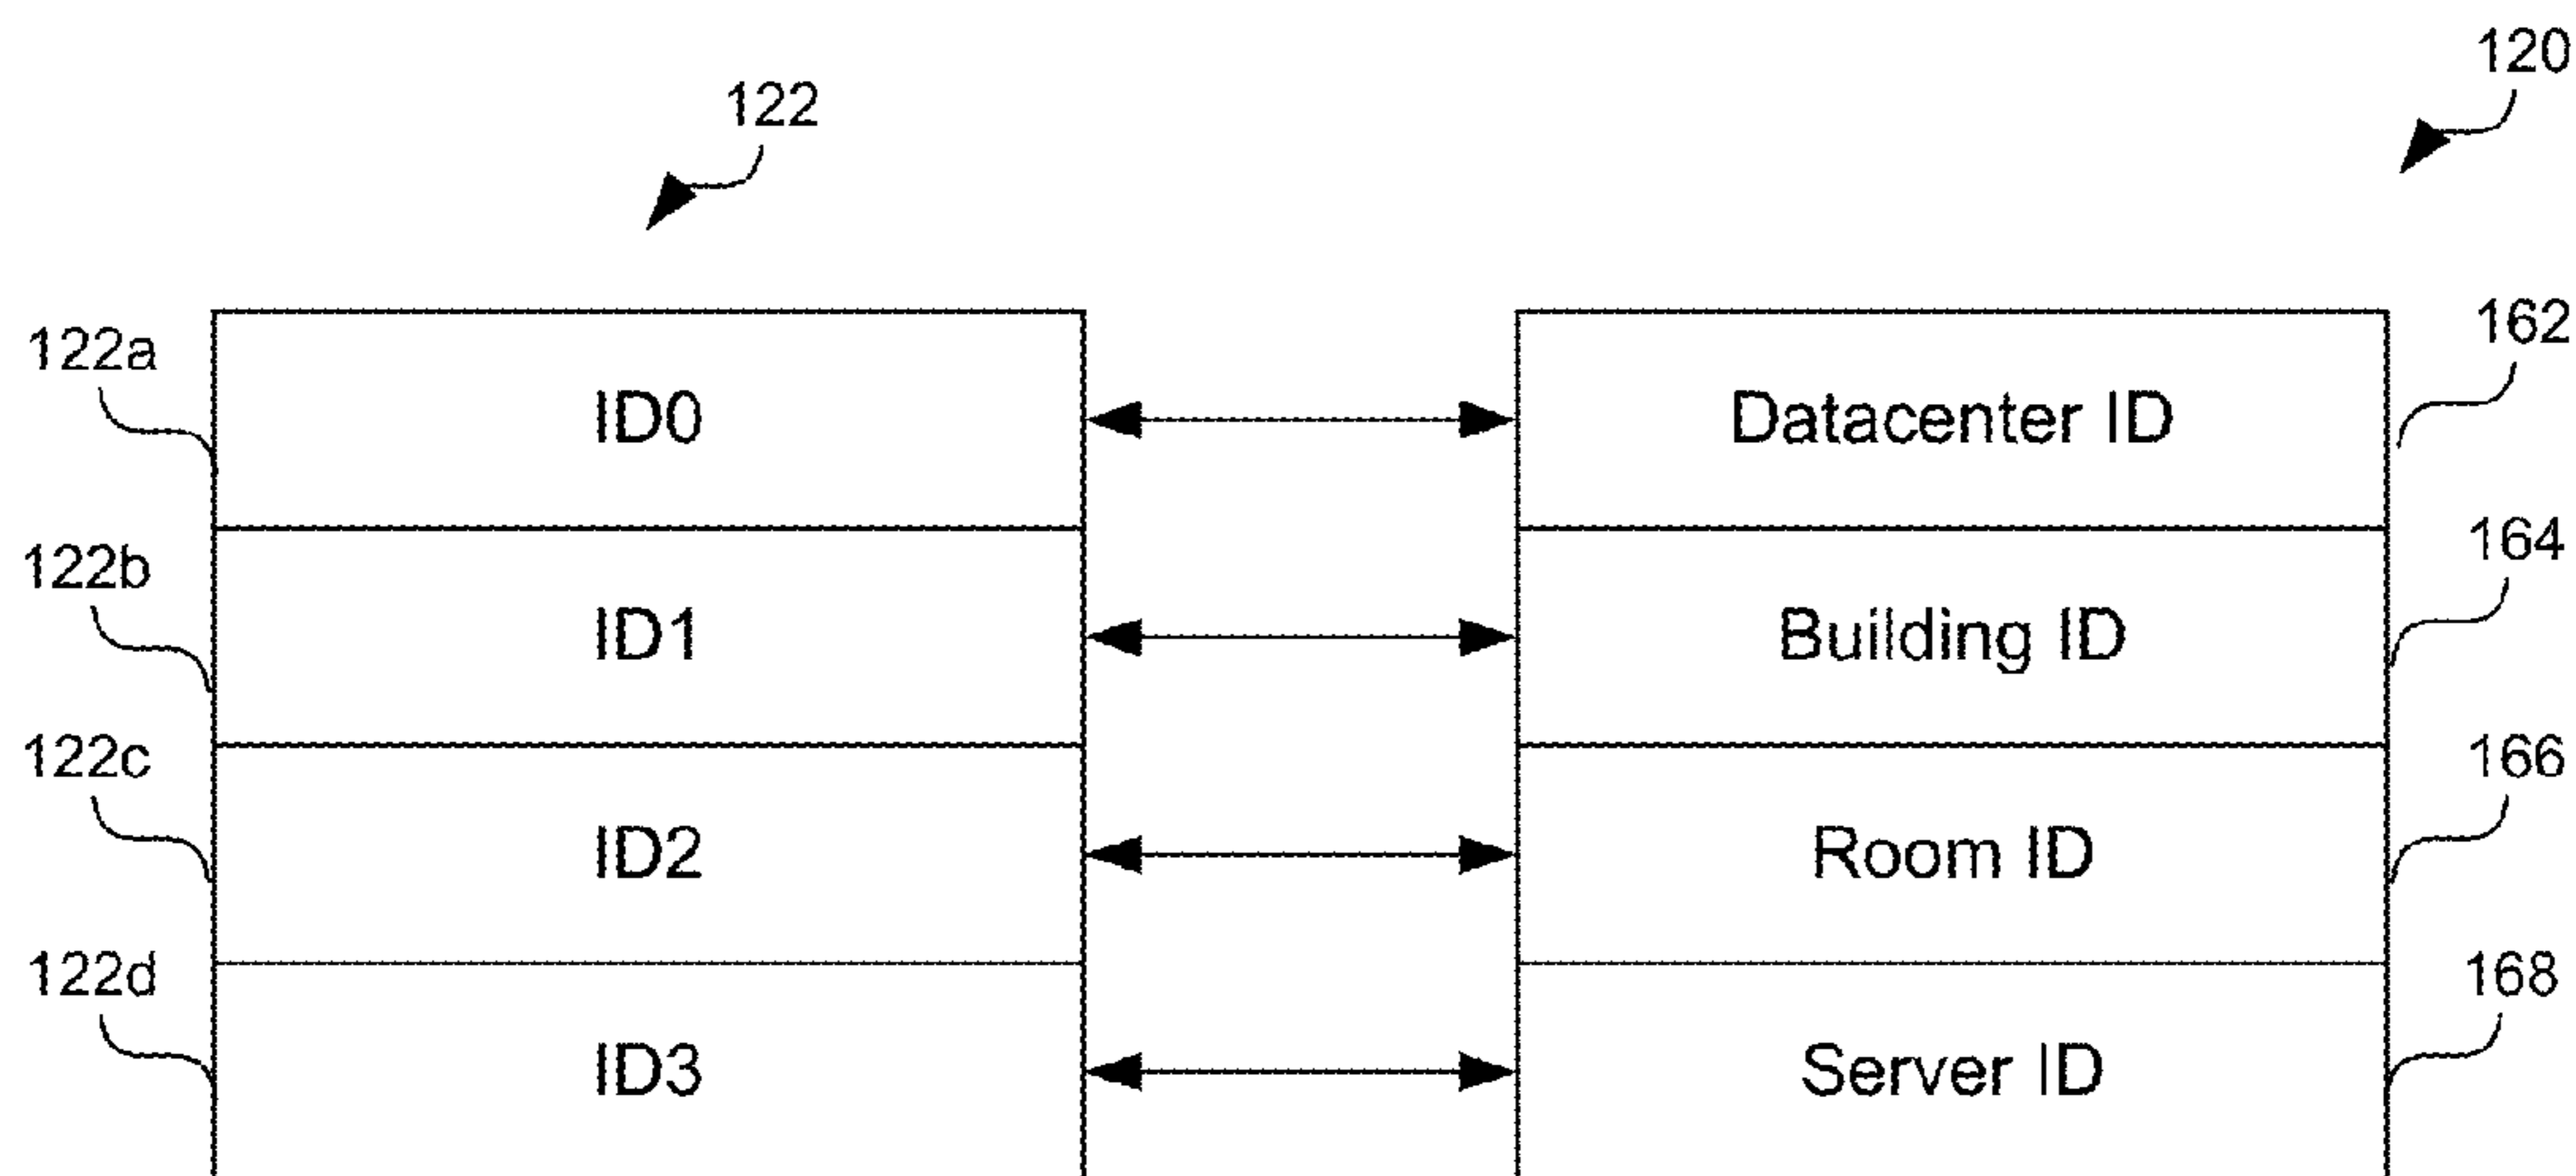 120
122
122a
ID0
Datacenter ID
162
122b
ID1
Building ID
164
122c
ID2
Room ID
166
122d
ID3
Server ID
168